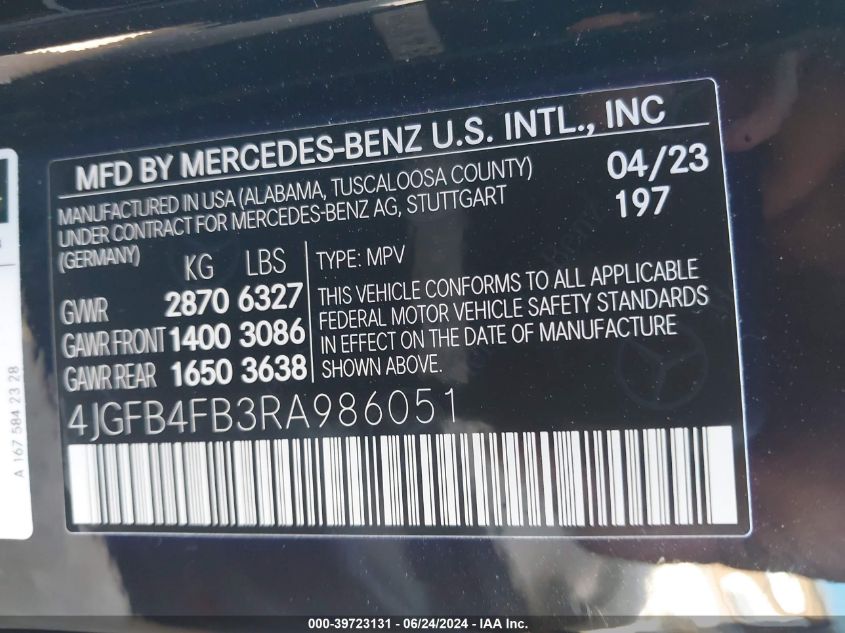 MFD BY MERCEDES-BENZ U.S. INTL., INC
MANUFACTURED IN USA (ALABAMA, TUSCALOOSA COUNTY)
UNDER CONTRACT FOR MERCEDES-BENZ AG, STUTTGART
(GERMANY)
04/23
197
KG LBS
GVWR 2870 6327
GAWR FRONT 1400 3086
GAWR REAR 1650 3638
TYPE: MPV
THIS VEHICLE CONFORMS TO ALL APPLICABLE
FEDERAL MOTOR VEHICLE SAFETY STANDARDS
IN EFFECT ON THE DATE OF MANUFACTURE
SHOWN ABOVE.
4JGFB4FB3RA986051
A 167 584 23 28
000-39723131 - 06/24/2024 - IAA Inc.